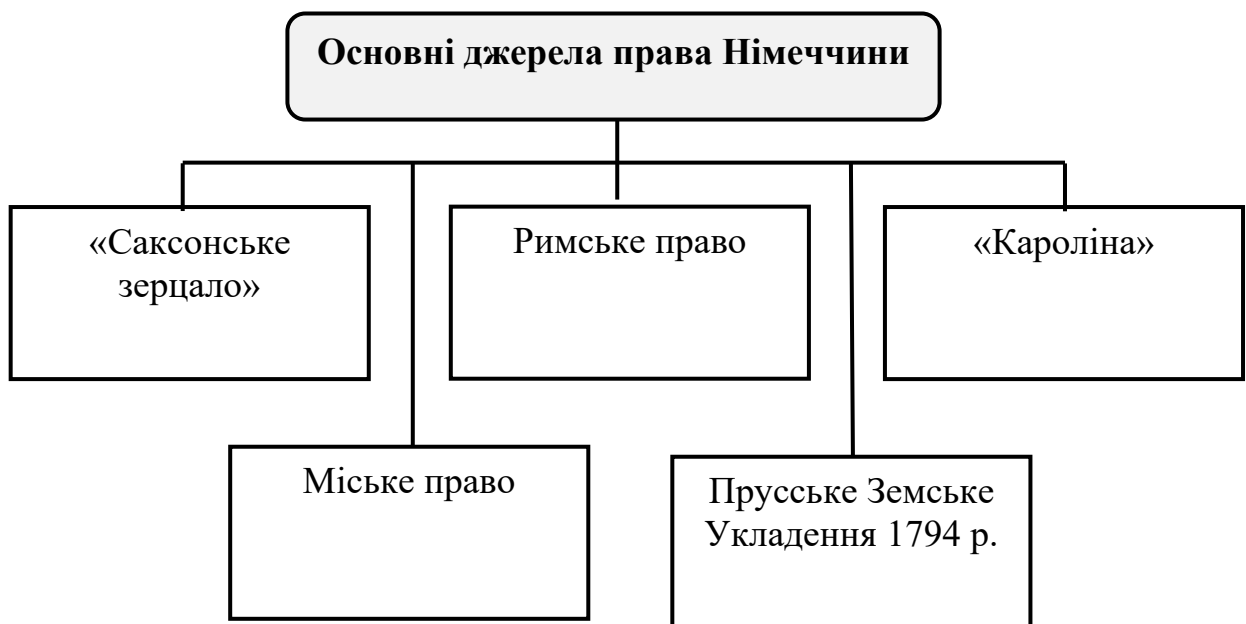 Основні джерела права Німеччини
«Саксонське
зерцало»
Римське право
«Кароліна»
Міське право
Прусське Земське
Укладення 1794 р.